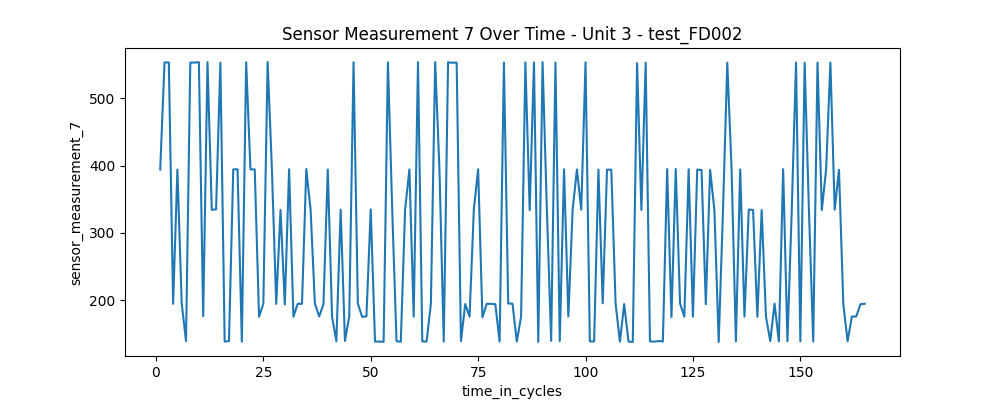 Sensor Measurement 7 Over Time - Unit 3 - test_FD002
sensor_measurement_7
500
400
300
200
0 25 50 75 100 125 150
time_in_cycles